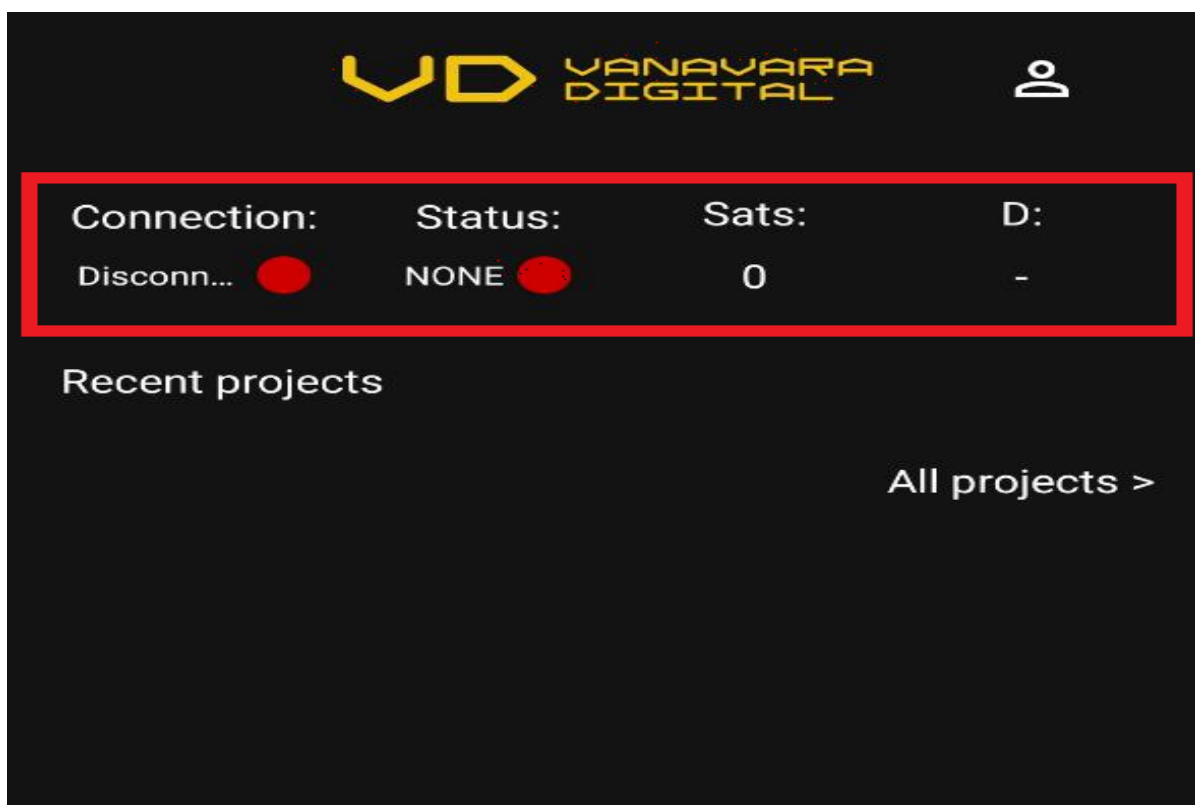 VD VANAVARA
DIGITAL
Connection: Status: Sats: D:
Disconn... NONE 0 -
Recent projects
All projects >